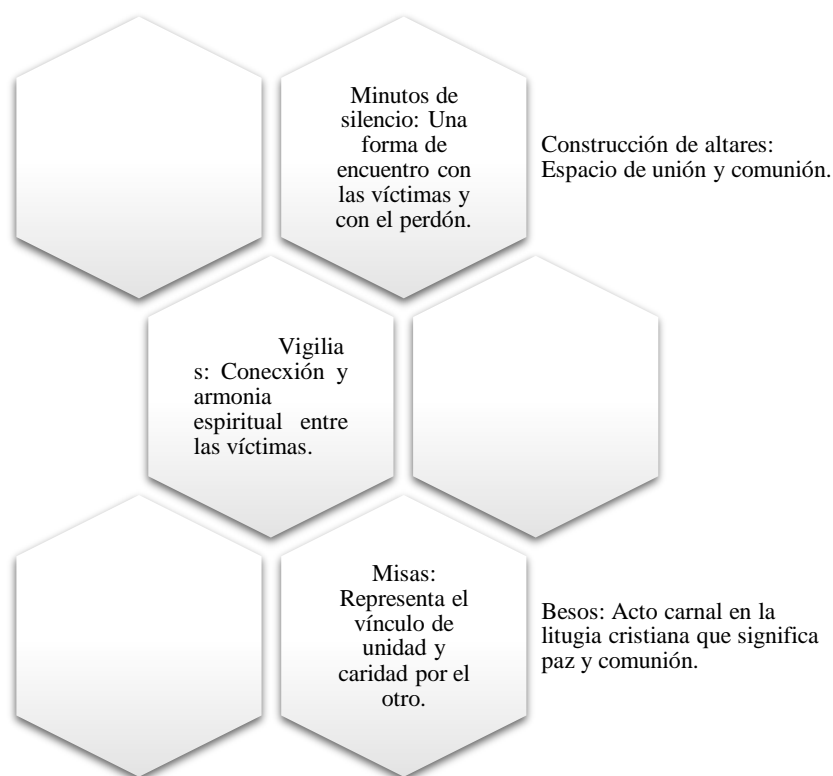 Minutos de
silencio: Una
forma de
encuentro con
las víctimas y
con el perdón.
Construcción de altares:
Espacio de unión y comunión.
Vigilia
s: Conecxión y
armonia
espiritual entre
las víctimas.
Misas:
Representa el
vínculo de
unidad y
caridad por el
otro.
Besos: Acto carnal en la
litugia cristiana que significa
paz y comunión.